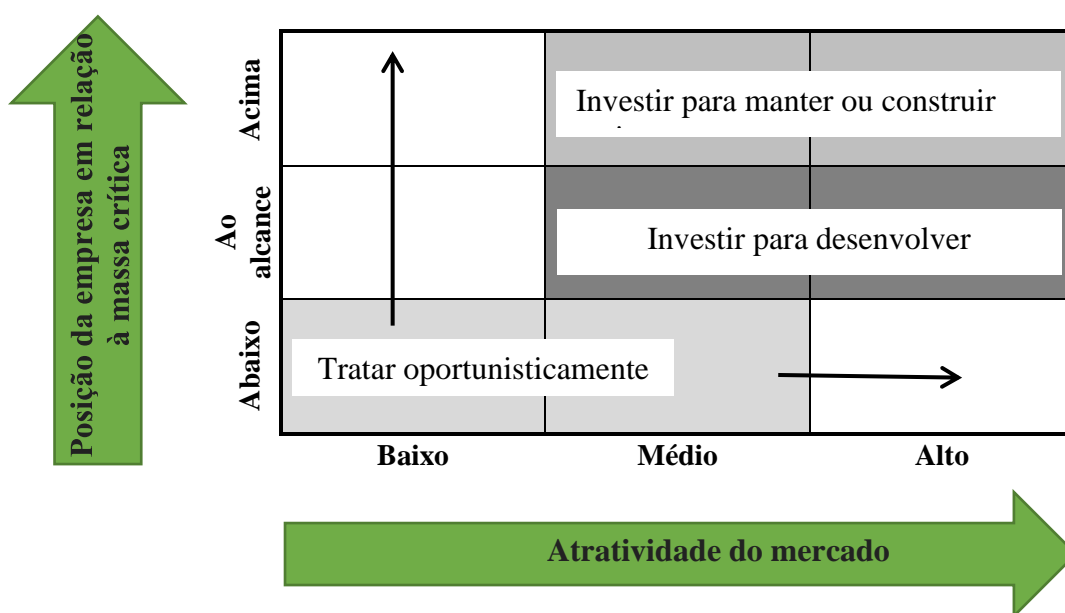 Posição da empresa em relação
à massa crítica
Acima
Investir para manter ou construir
Ao
alcance
Investir para desenvolver
Abaixo
Tratar oportunisticamente
Baixo
Médio
Alto
Atratividade do mercado